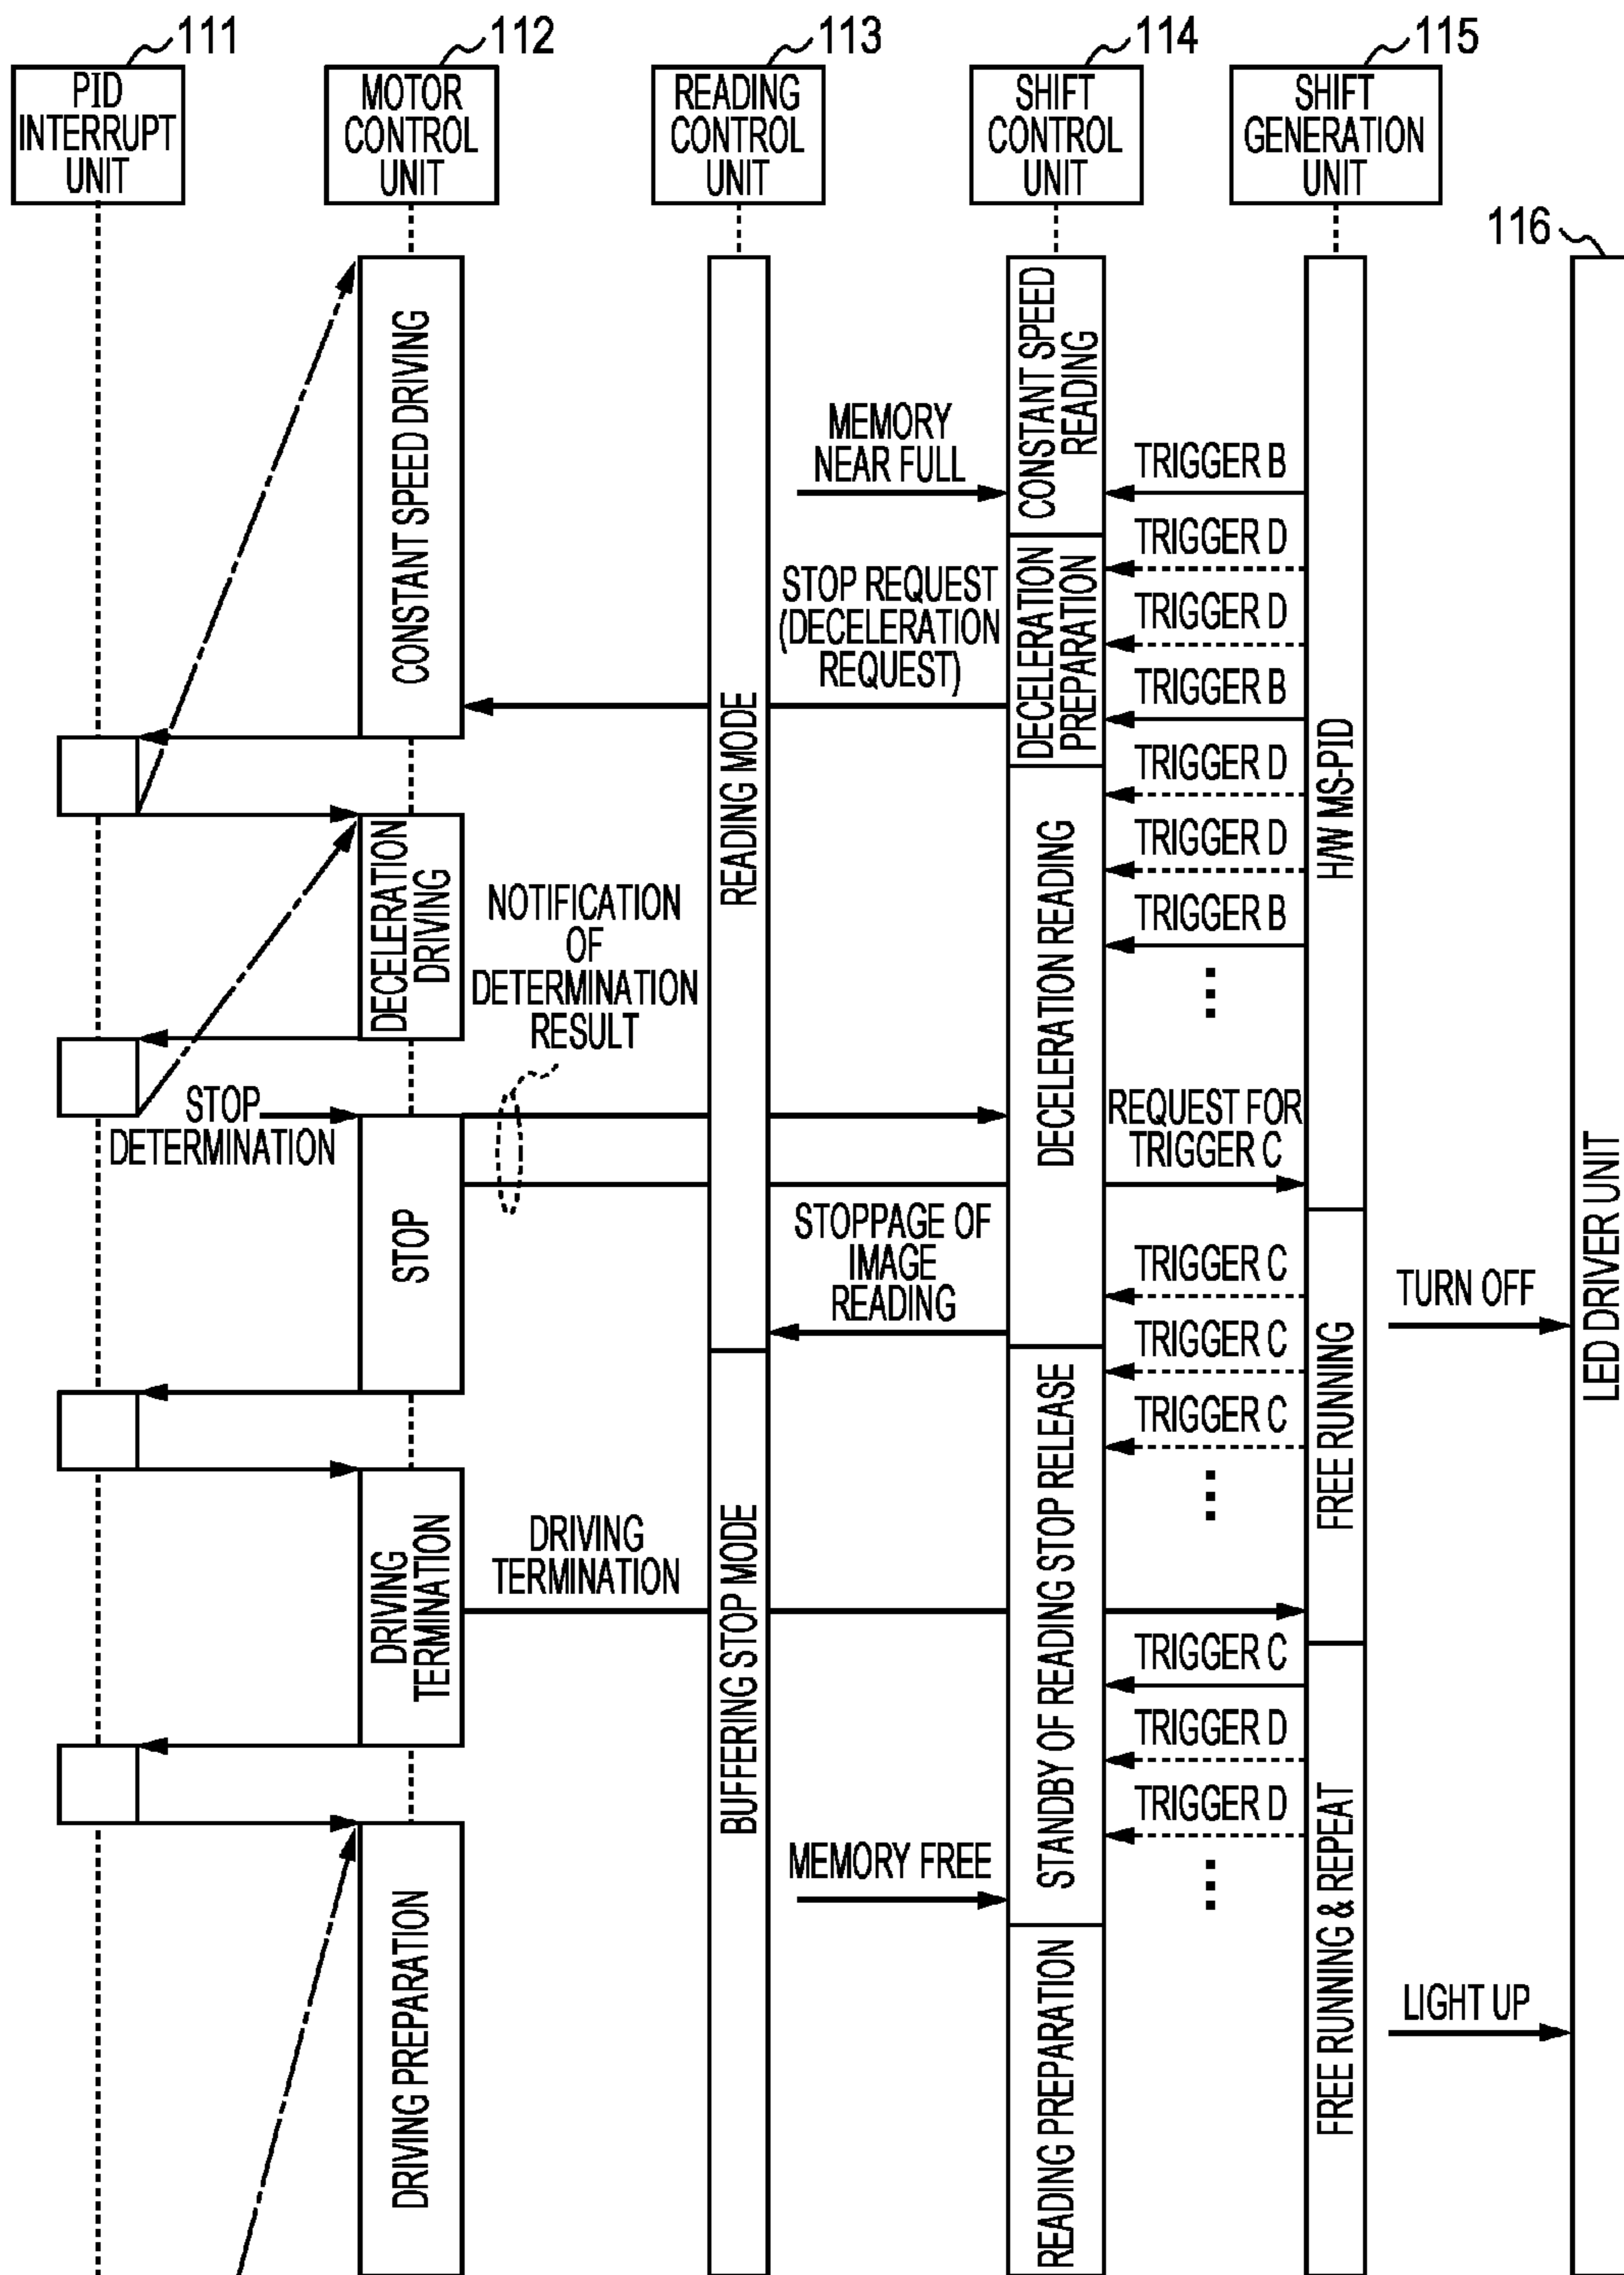 111
112
113
114
115
PID
INTERRUPT
UNIT
MOTOR
CONTROL
UNIT
READING
CONTROL
UNIT
SHIFT
CONTROL
UNIT
SHIFT
GENERATION
UNIT
116
CONSTANT SPEED DRIVING
CONSTANT SPEED
READING
MEMORY
NEAR FULL
TRIGGER B
TRIGGER D
DECELERATION
PREPARATION
STOP REQUEST
(DECELERATION
REQUEST)
TRIGGER D
TRIGGER B
READING MODE
H/W MS-PID
TRIGGER D
TRIGGER D
TRIGGER B
DECELERATION
DRIVING
DECELERATION READING
NOTIFICATION
OF
DETERMINATION
RESULT
STOP
DETERMINATION
REQUEST FOR
TRIGGER C
LED DRIVER UNIT
STOP
STOPPAGE OF
IMAGE
READING
TRIGGER C
TURN OFF
TRIGGER C
TRIGGER C
FREE RUNNING
STANDBY OF READING STOP RELEASE
BUFFERING STOP MODE
DRIVING
TERMINATION
DRIVING
TERMINATION
TRIGGER C
TRIGGER D
TRIGGER D
MEMORY FREE
FREE RUNNING & REPEAT
DRIVING PREPARATION
READING PREPARATION
LIGHT UP